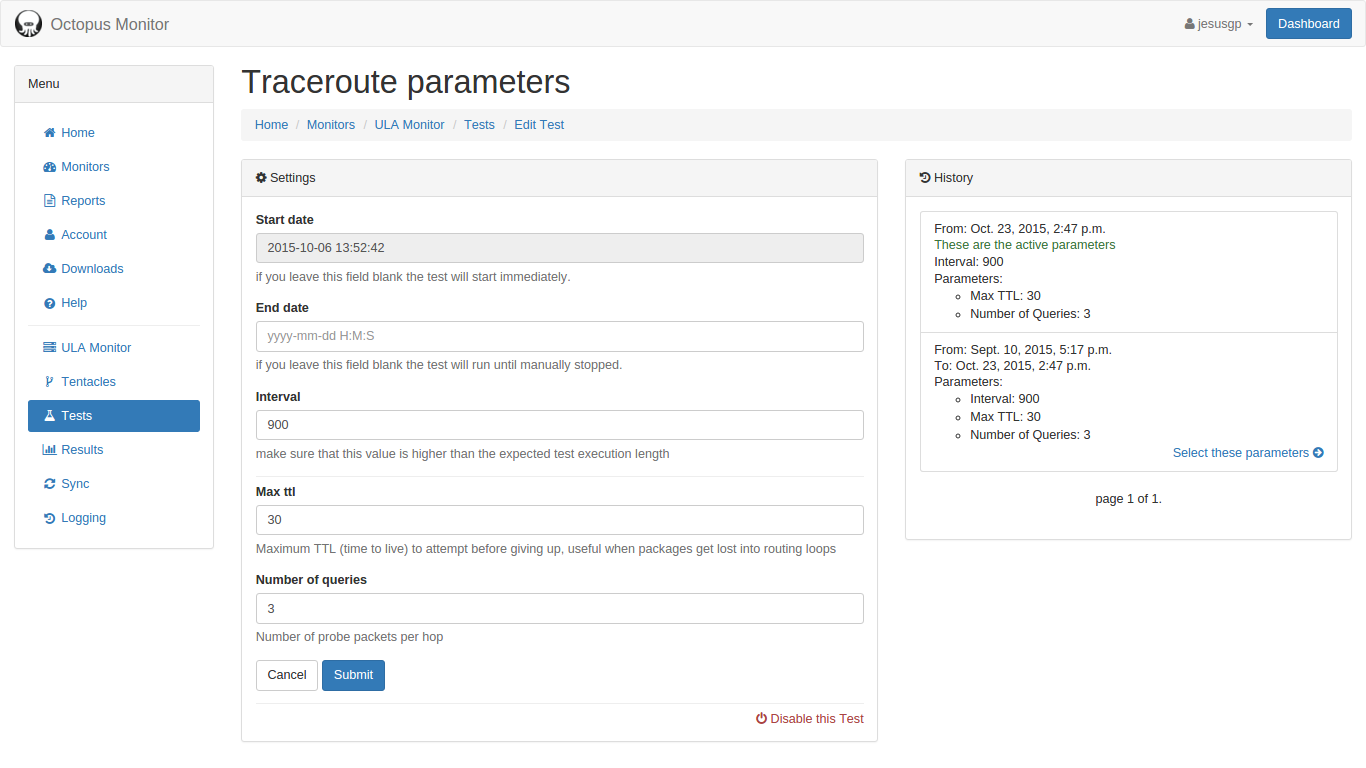 Octopus Monitor
jesusgp
Dashboard
Menu
Home
Monitors
Reports
Account
Downloads
Help
ULA Monitor
Tentacles
Tests
Results
Sync
Logging
Traceroute parameters
Home / Monitors / ULA Monitor / Tests / Edit Test
Settings
Start date
2015-10-06 13:52:42
if you leave this field blank the test will start immediately.
End date
yyyy-mm-dd H:M:S
if you leave this field blank the test will run until manually stopped.
Interval
900
make sure that this value is higher than the expected test execution length
Max ttl
30
Maximum TTL (time to live) to attempt before giving up, useful when packages get lost into routing loops
Number of queries
3
Number of probe packets per hop
Cancel Submit
Disable this Test
History
From: Oct. 23, 2015, 2:47 p.m.
These are the active parameters
Interval: 900
Parameters:
Max TTL: 30
Number of Queries: 3
From: Sept. 10, 2015, 5:17 p.m.
To: Oct. 23, 2015, 2:47 p.m.
Parameters:
Interval: 900
Max TTL: 30
Number of Queries: 3
Select these parameters
page 1 of 1.